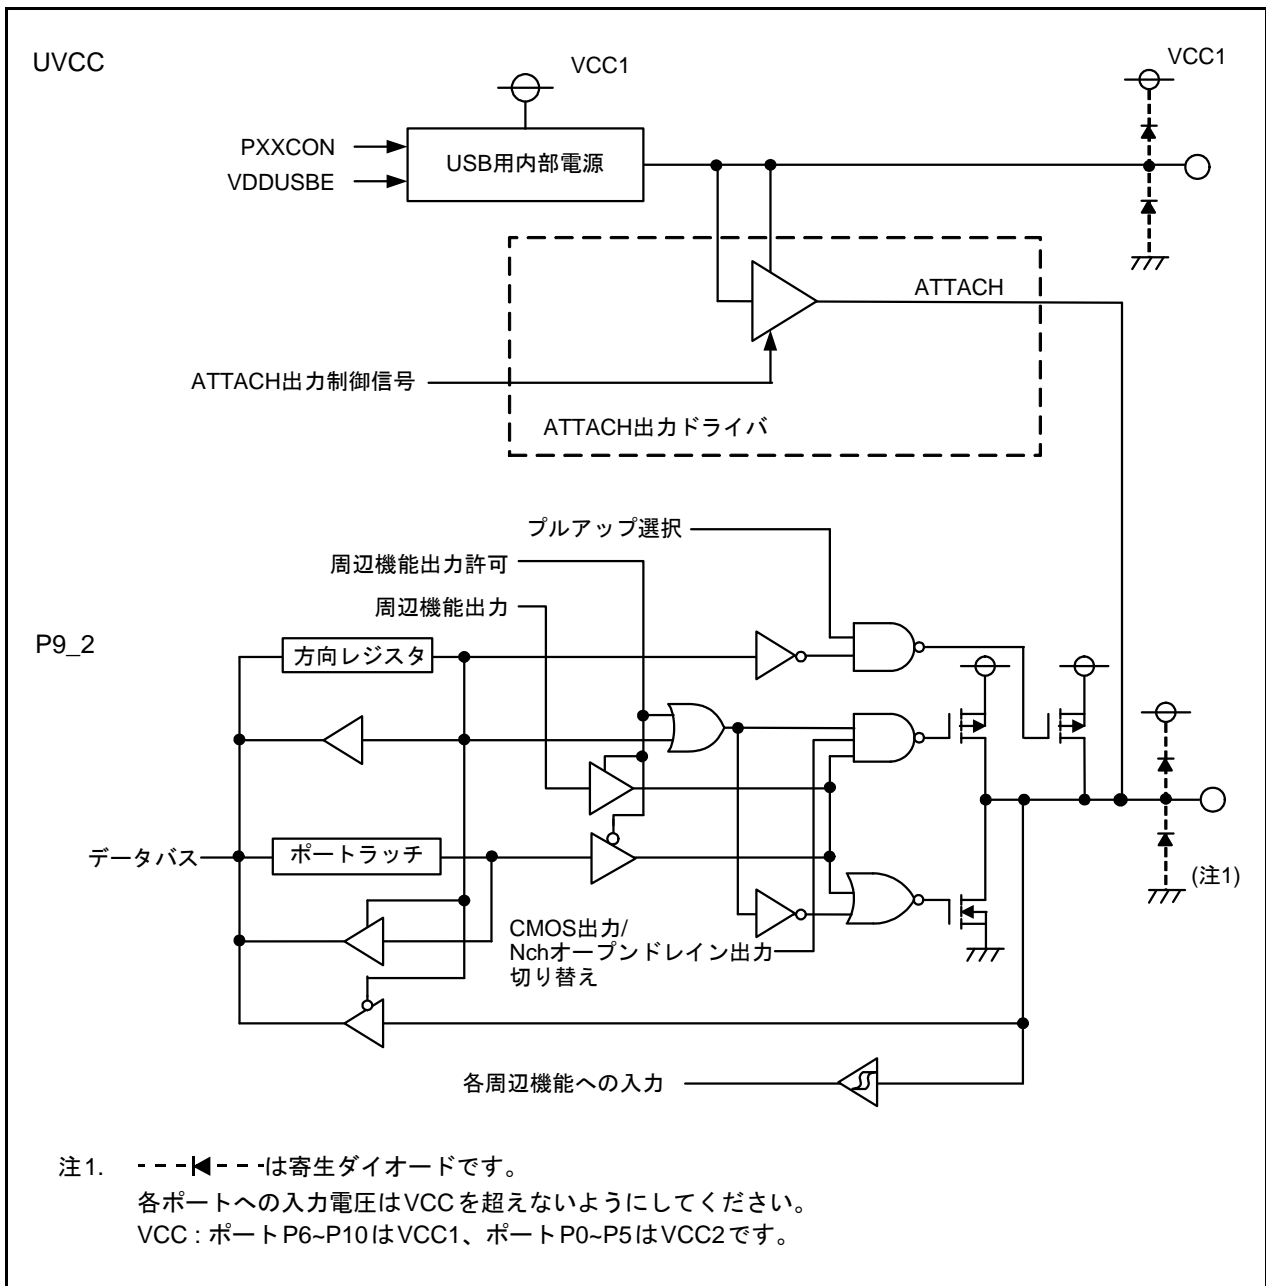 UVCC
VCC1
VCC1
PXXCON
VDDUSBE
USB用内部電源
ATTACH
ATTACH出力制御信号
ATTACH出力ドライバ
プルアップ選択
周辺機能出力許可
周辺機能出力
P9_2
方向レジスタ
データバス
ポートラッチ
(注1)
CMOS出力/
Nchオープンドレイン出力
切り替え
各周辺機能への入力
注1. は寄生ダイオードです。
各ポートへの入力電圧はVCCを超えないようにしてください。
VCC : ポートP6~P10はVCC1、ポートP0~P5はVCC2です。